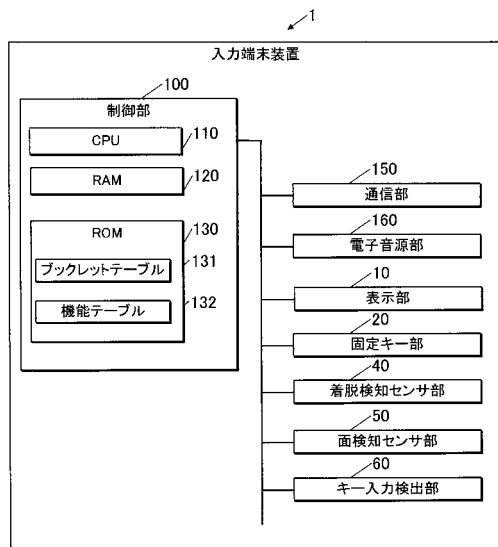 1
入力端末装置
100
制御部
CPU
110
RAM
120
ROM
130
ブックレットテーブル
131
機能テーブル
132
150
通信部
160
電子音源部
10
表示部
20
固定キー部
40
着脱検知センサ部
50
面検知センサ部
60
キー入力検出部